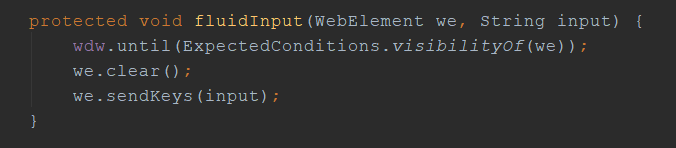 protected void fluidInput(WebElement we, String input) {
    wdw.until(ExpectedConditions.visibilityOf(we));
    we.clear();
    we.sendKeys(input);
}